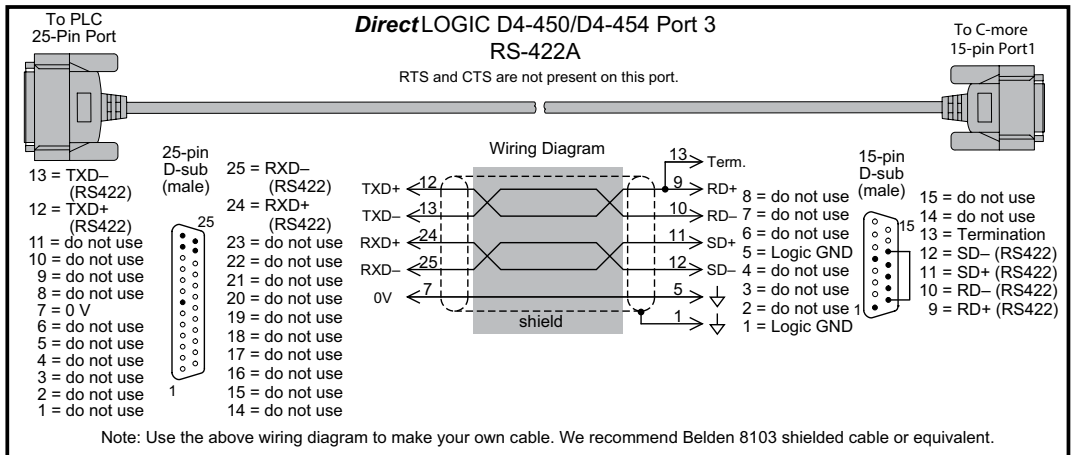 To PLC
25-Pin Port
DirectLOGIC D4-450/D4-454 Port 3
RS-422A
RTS and CTS are not present on this port.
To C-more
15-pin Port1
13 = TXD–
(RS422)
12 = TXD+
(RS422)
11 = do not use
10 = do not use
9 = do not use
8 = do not use
7 = 0 V
6 = do not use
5 = do not use
4 = do not use
3 = do not use
2 = do not use
1 = do not use
25-pin
D-sub
(male)
25
1
25 = RXD–
(RS422)
24 = RXD+
(RS422)
23 = do not use
22 = do not use
21 = do not use
20 = do not use
19 = do not use
18 = do not use
17 = do not use
16 = do not use
15 = do not use
14 = do not use
Wiring Diagram
13 Term.
TXD+ 12 9 RD+
TXD– 13 10 RD–
RXD+ 24 11 SD+
RXD– 25 12 SD–
0V 7 5
shield 1
8 = do not use
7 = do not use
6 = do not use
5 = Logic GND
4 = do not use
3 = do not use
2 = do not use
1 = Logic GND
15-pin
D-sub
(male)
15
1
15 = do not use
14 = do not use
13 = Termination
12 = SD– (RS422)
11 = SD+ (RS422)
10 = RD– (RS422)
9 = RD+ (RS422)
Note: Use the above wiring diagram to make your own cable. We recommend Belden 8103 shielded cable or equivalent.